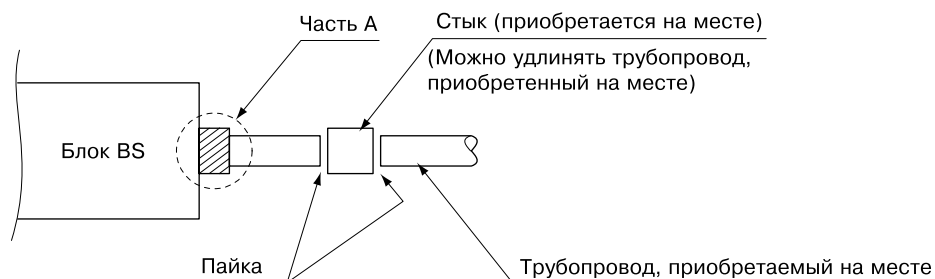 Часть A
Стык (приобретается на месте)
(Можно удлинять трубопровод,
приобретенный на месте)
Блок BS
Пайка
Трубопровод, приобретаемый на месте